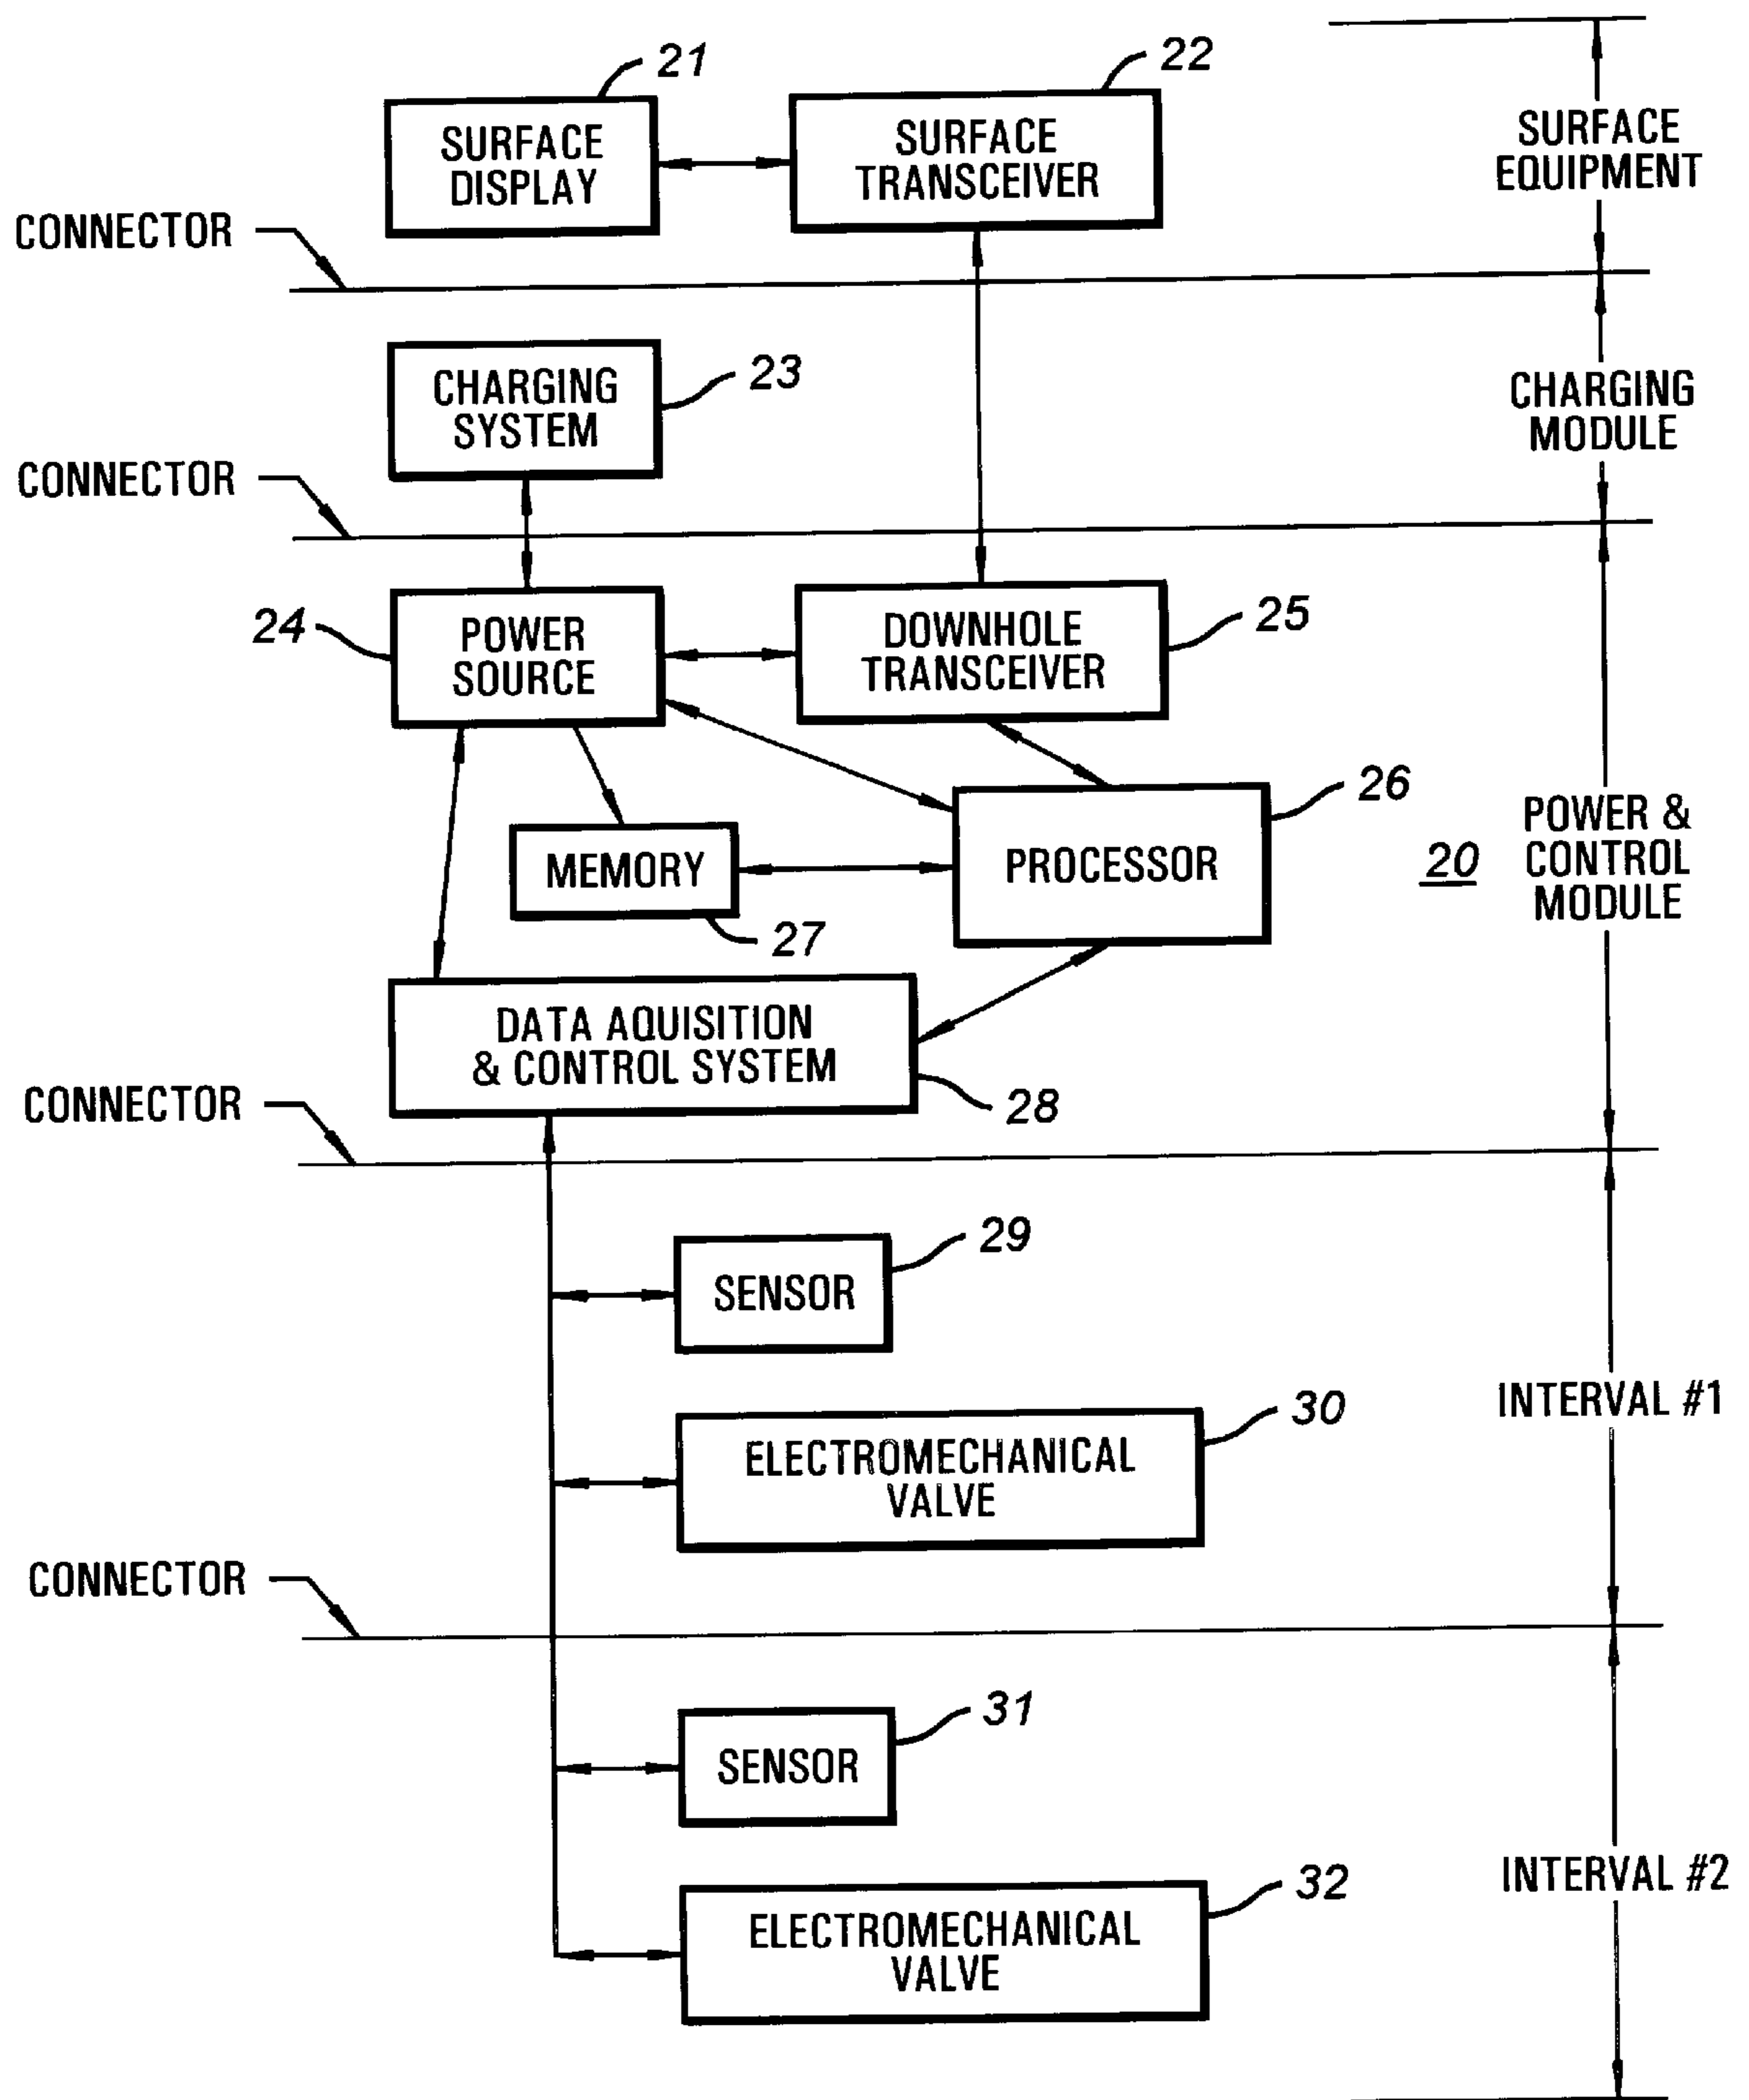 21
22
SURFACE
DISPLAY
SURFACE
TRANSCEIVER
SURFACE
EQUIPMENT
CONNECTOR
CHARGING
SYSTEM
23
CHARGING
MODULE
CONNECTOR
24
POWER
SOURCE
DOWNHOLE
TRANSCEIVER
25
26
MEMORY
27
PROCESSOR
20
POWER &
CONTROL
MODULE
DATA AQUISITION
& CONTROL SYSTEM
28
CONNECTOR
29
SENSOR
30
ELECTROMECHANICAL
VALVE
INTERVAL #1
CONNECTOR
31
SENSOR
32
ELECTROMECHANICAL
VALVE
INTERVAL #2